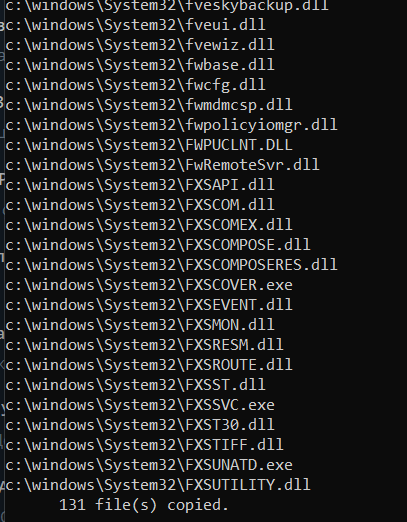 c:\windows\System32\fveskybackup.dll
c:\windows\System32\fveui.dll
c:\windows\System32\fvewiz.dll
c:\windows\System32\fwbase.dll
c:\windows\System32\fwcfg.dll
c:\windows\System32\fwmdmcsp.dll
c:\windows\System32\fwpolicyiomgr.dll
c:\windows\System32\FWPUCLNT.DLL
c:\windows\System32\FwRemoteSvr.dll
c:\windows\System32\FXSAPI.dll
c:\windows\System32\FXSCOM.dll
c:\windows\System32\FXSCOMEX.dll
c:\windows\System32\FXSCOMPOSE.dll
c:\windows\System32\FXSCOMPOSERES.dll
c:\windows\System32\FXSCOVER.exe
c:\windows\System32\FXSEVENT.dll
c:\windows\System32\FXSMON.dll
c:\windows\System32\FXSRESM.dll
c:\windows\System32\FXSROUTE.dll
c:\windows\System32\FXSST.dll
c:\windows\System32\FXSSVC.exe
c:\windows\System32\FXST30.dll
c:\windows\System32\FXSTIFF.dll
c:\windows\System32\FXSUNATD.exe
c:\windows\System32\FXSUTILITY.dll
131 file(s) copied.